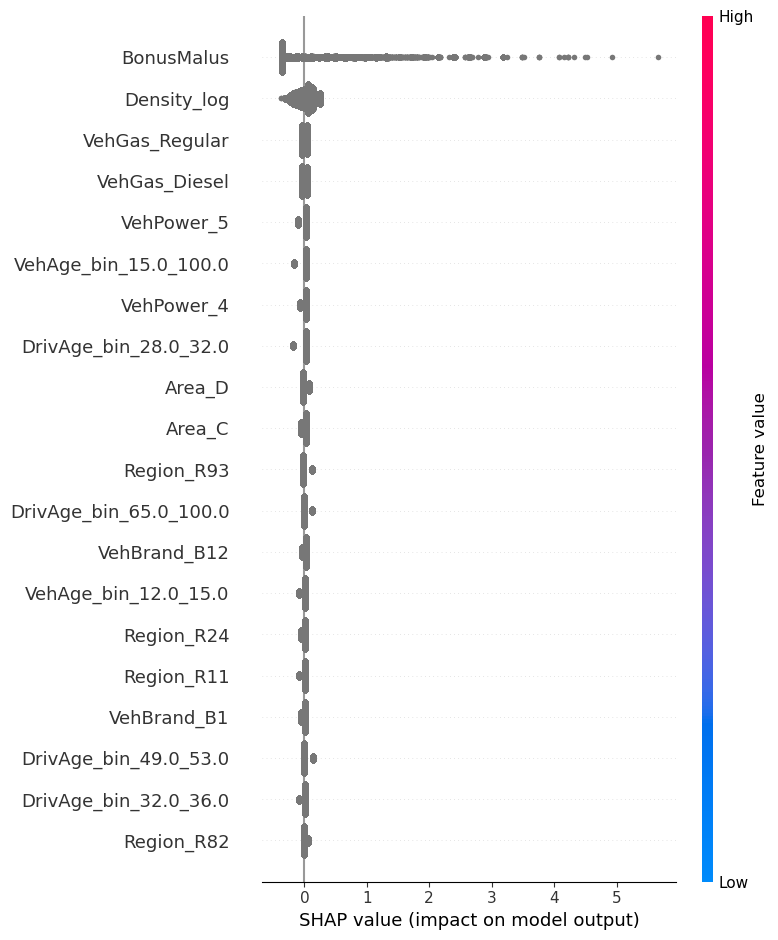 High
BonusMalus
Density_log
VehGas_Regular
VehGas_Diesel
VehPower_5
VehAge_bin_15.0_100.0
VehPower_4
DrivAge_bin_28.0_32.0
Area_D
Area_C
Region_R93
DrivAge_bin_65.0_100.0
VehBrand_B12
VehAge_bin_12.0_15.0
Region_R24
Region_R11
VehBrand_B1
DrivAge_bin_49.0_53.0
DrivAge_bin_32.0_36.0
Region_R82
Feature value
Low
0 1 2 3 4 5
SHAP value (impact on model output)